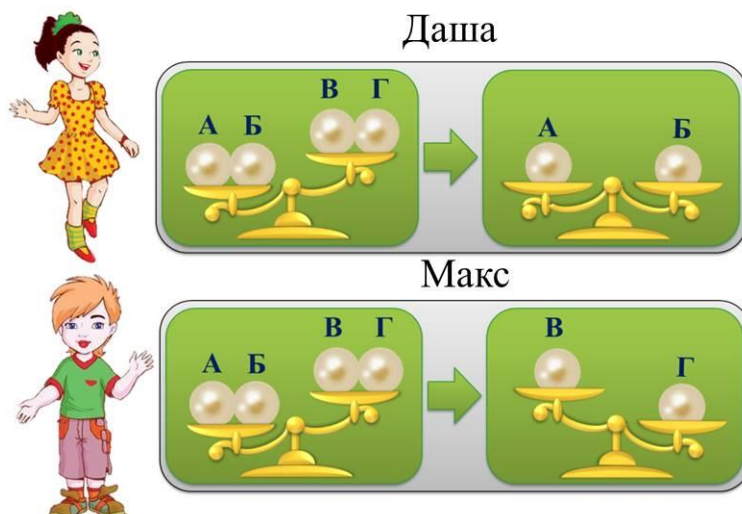 Даша
А Б В Г
А Б
Макс
А Б В Г
В Г